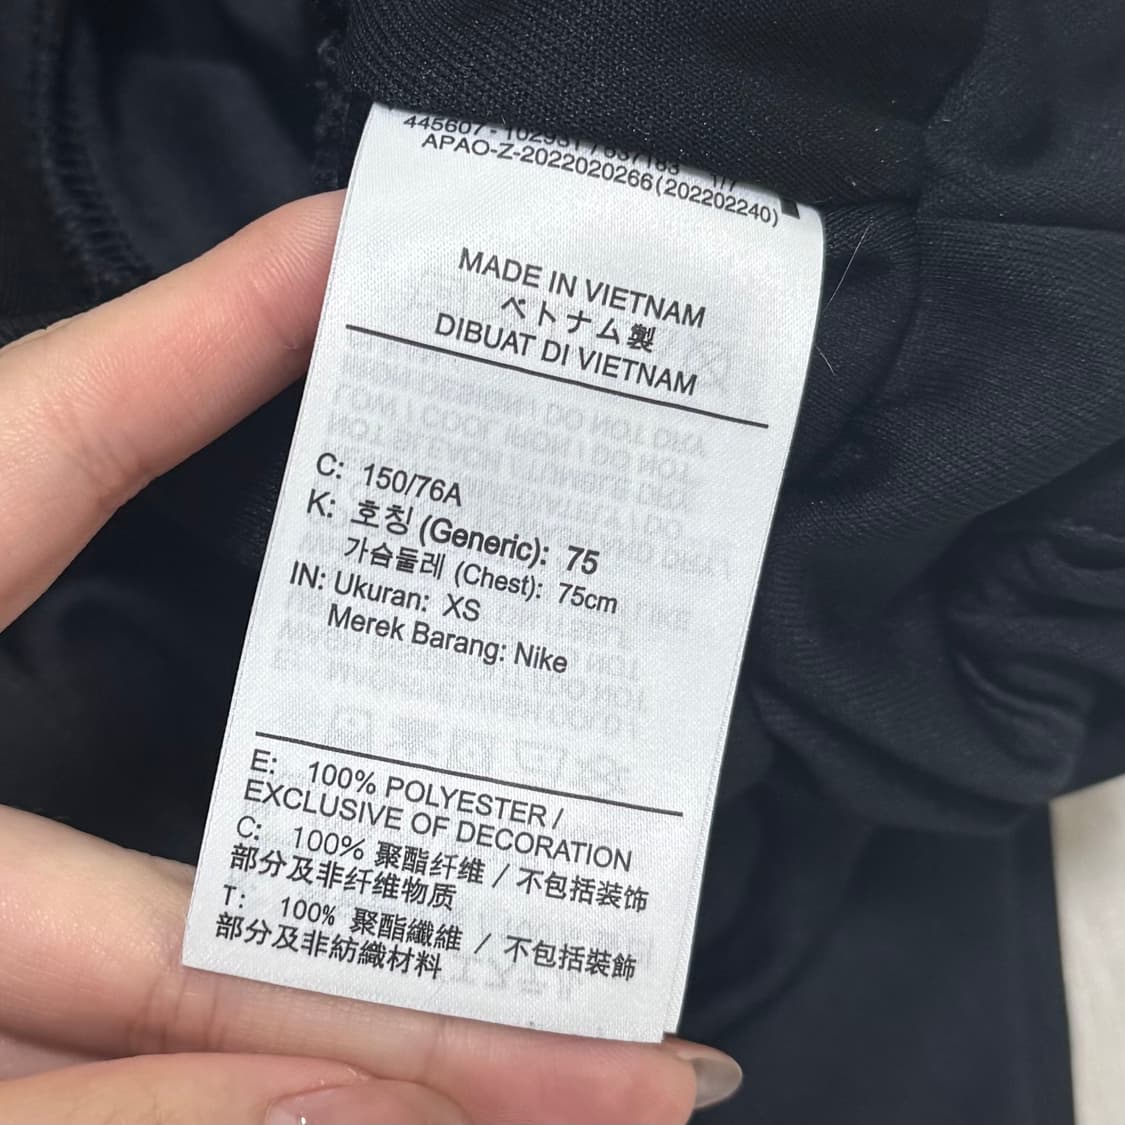 APAO-Z-2022020266(202202240)
MADE IN VIETNAM
ベトナム製
DIBUAT DI VIETNAM
C: 150/76A
K: 호칭 (Generic): 75
가슴둘레 (Chest): 75cm
IN: Ukuran: XS
Merek Barang: Nike
E: 100% POLYESTER /
EXCLUSIVE OF DECORATION
C: 100% 聚酯纤维 / 不包括装饰
部分及非纤维物质
T: 100% 聚酯纖維 / 不包括裝飾
部分及非紡織材料